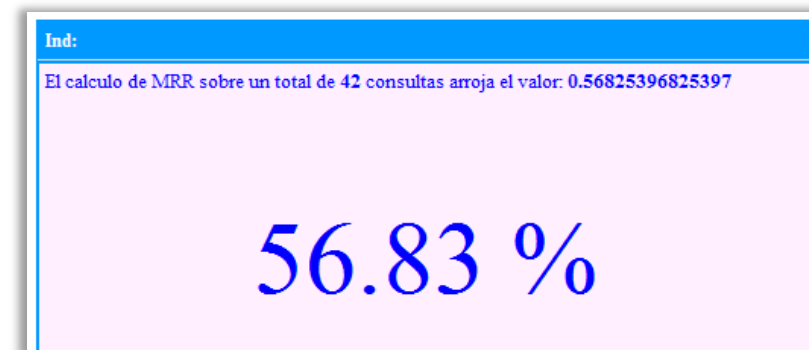 Ind:
El calculo de MRR sobre un total de 42 consultas arroja el valor: 0.56825396825397
56.83 %